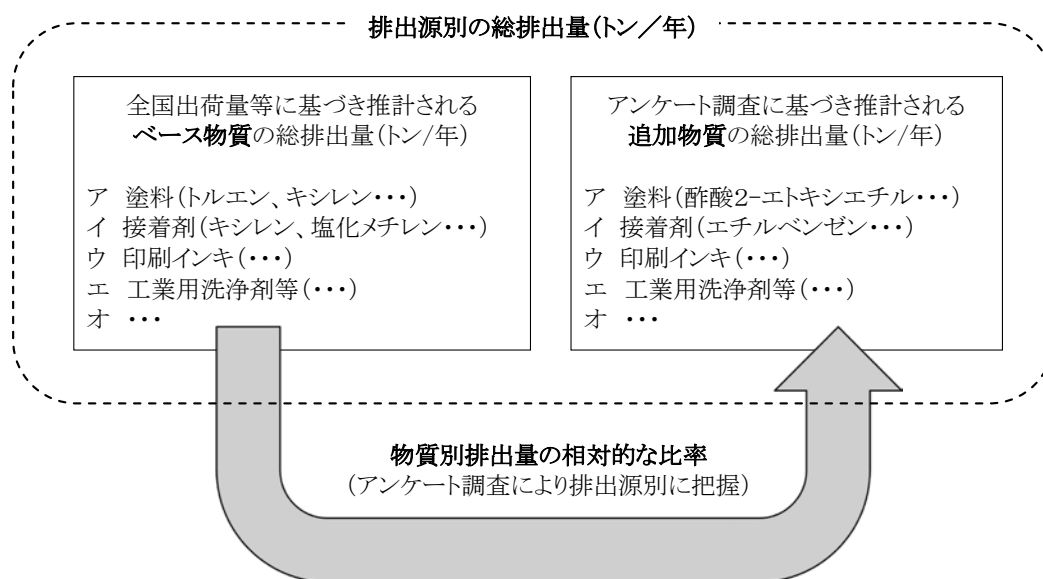 排出源別の総排出量(トン／年)
全国出荷量等に基づき推計される
ベース物質の総排出量(トン/年)
ア 塗料(トルエン、キシレン・・・)
イ 接着剤(キシレン、塩化メチレン・・・)
ウ 印刷インキ(・・・)
エ 工業用洗浄剤等(・・・)
オ ・・・
アンケート調査に基づき推計される
追加物質の総排出量(トン/年)
ア 塗料(酢酸2-エトキシエチル・・・)
イ 接着剤(エチルベンゼン・・・)
ウ 印刷インキ(・・・)
エ 工業用洗浄剤等(・・・)
オ ・・・
物質別排出量の相対的な比率
(アンケート調査により排出源別に把握)